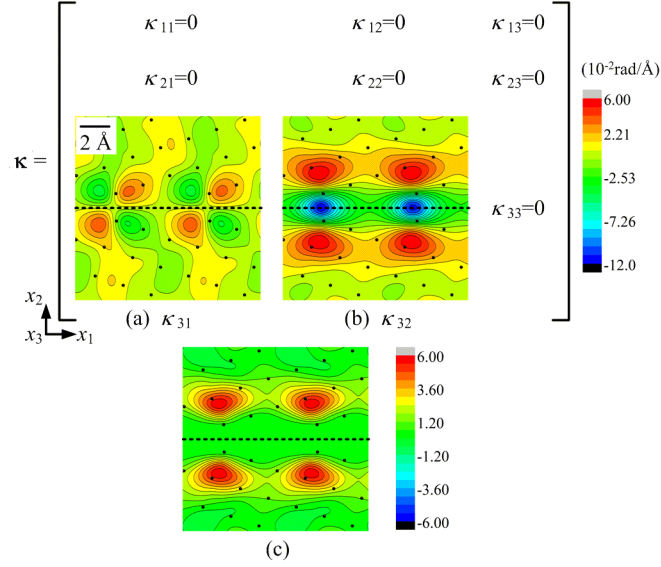 κ11=0 κ12=0 κ13=0
κ21=0 κ22=0 κ23=0
(10-2rad/Å)
2 Å
κ =
κ33=0
6.00
2.21
-2.53
-7.26
-12.0
x2
x3 x1
(a) κ31
(b) κ32
6.00
3.60
1.20
-1.20
-3.60
-6.00
(c)